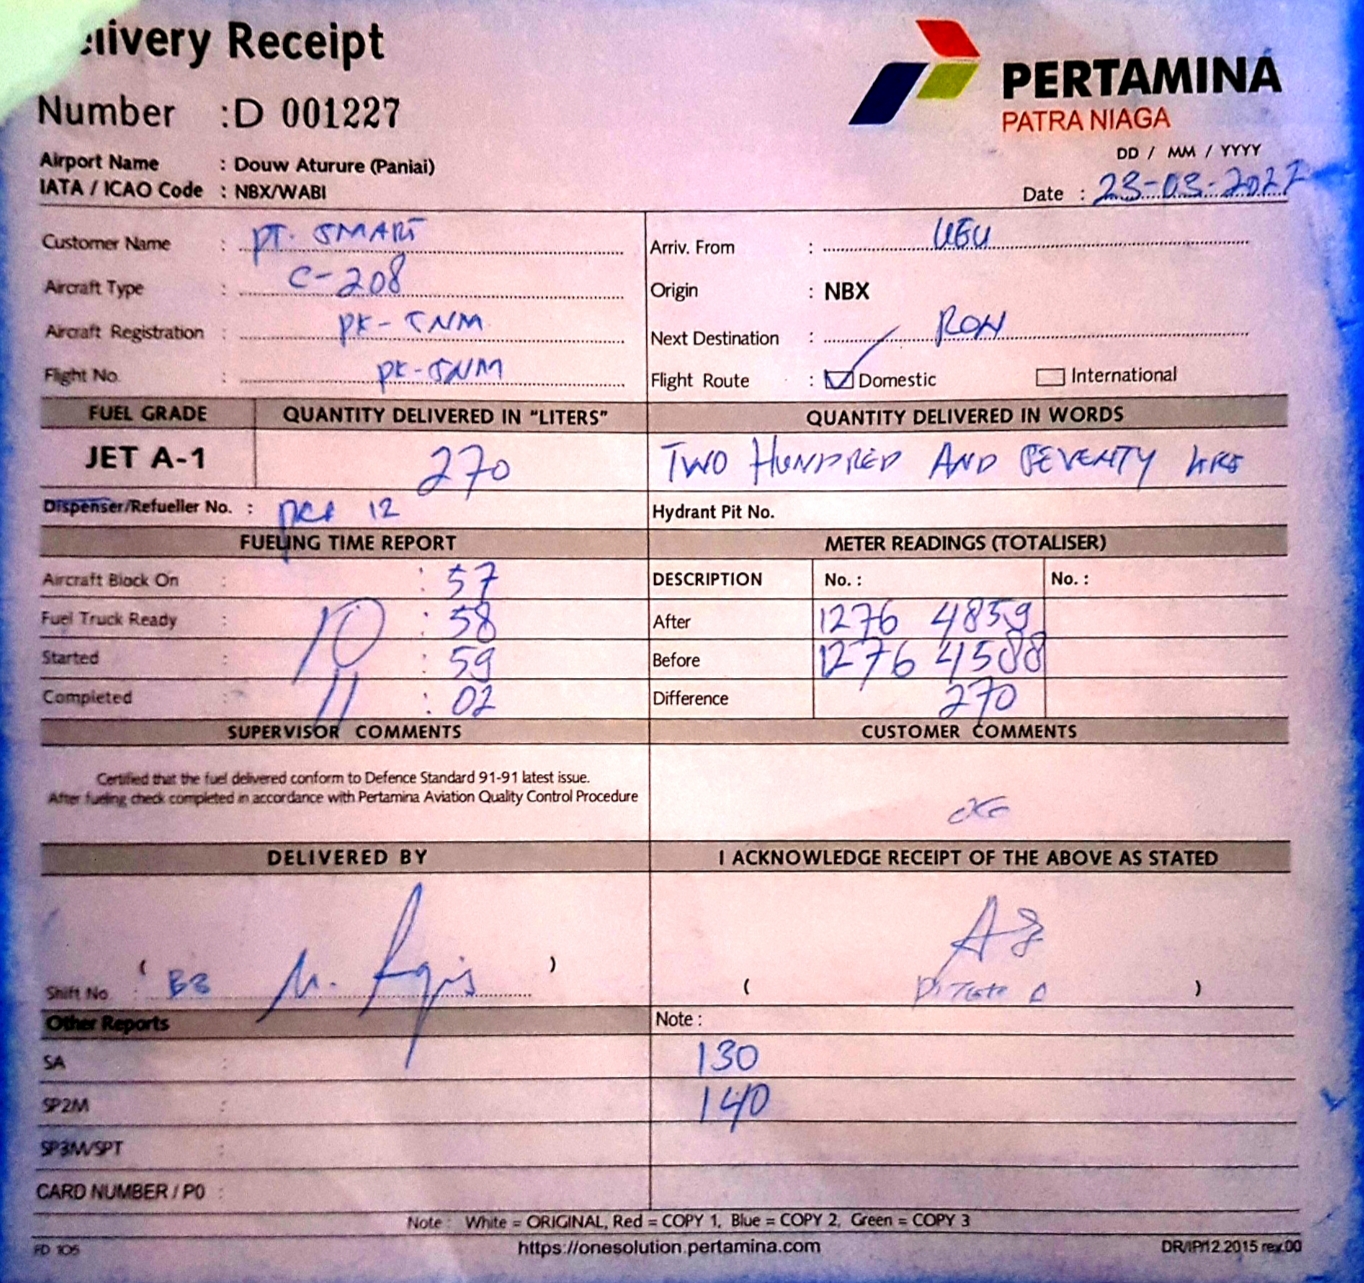 elivery Receipt
PERTAMINA
PATRA NIAGA
Number : D 001227
Airport Name : Douw Aturure (Paniai)
IATA / ICAO Code : NBX/WABI
DD / MM / YYYY
Date : 23-03-2022
Customer Name : PT. SMART
Arriv. From : UGU
Aircraft Type : C-208
Origin : NBX
Aircraft Registration : PK-SNM
Next Destination : RON
Flight No. : PK-SNM
Flight Route : Domestic International
FUEL GRADE QUANTITY DELIVERED IN "LITERS" QUANTITY DELIVERED IN WORDS
JET A-1 270 TWO HUNDRED AND SEVENTY LTRS
Dispenser/Refueller No. : 12
Hydrant Pit No.
FUELING TIME REPORT METER READINGS (TOTALISER)
Aircraft Block On : : 57
DESCRIPTION No. : No. :
Fuel Truck Ready : 10 : 58
After 1276 4859
Started : : 59
Before 1276 4588
Completed : 11 : 02
Difference 270
SUPERVISOR COMMENTS CUSTOMER COMMENTS
Certified that the fuel delivered conform to Defence Standard 91-91 latest issue.
After fueling check completed in accordance with Pertamina Aviation Quality Control Procedure
DELIVERED BY I ACKNOWLEDGE RECEIPT OF THE ABOVE AS STATED
( )
Shift No :
( )
Other Reports Note :
SA : 130
SP2M : 140
SP3M/SPT :
CARD NUMBER / PO :
Note : White = ORIGINAL, Red = COPY 1, Blue = COPY 2, Green = COPY 3
FD 105 https://onesolution.pertamina.com DR/IP/12.2015 rev.00